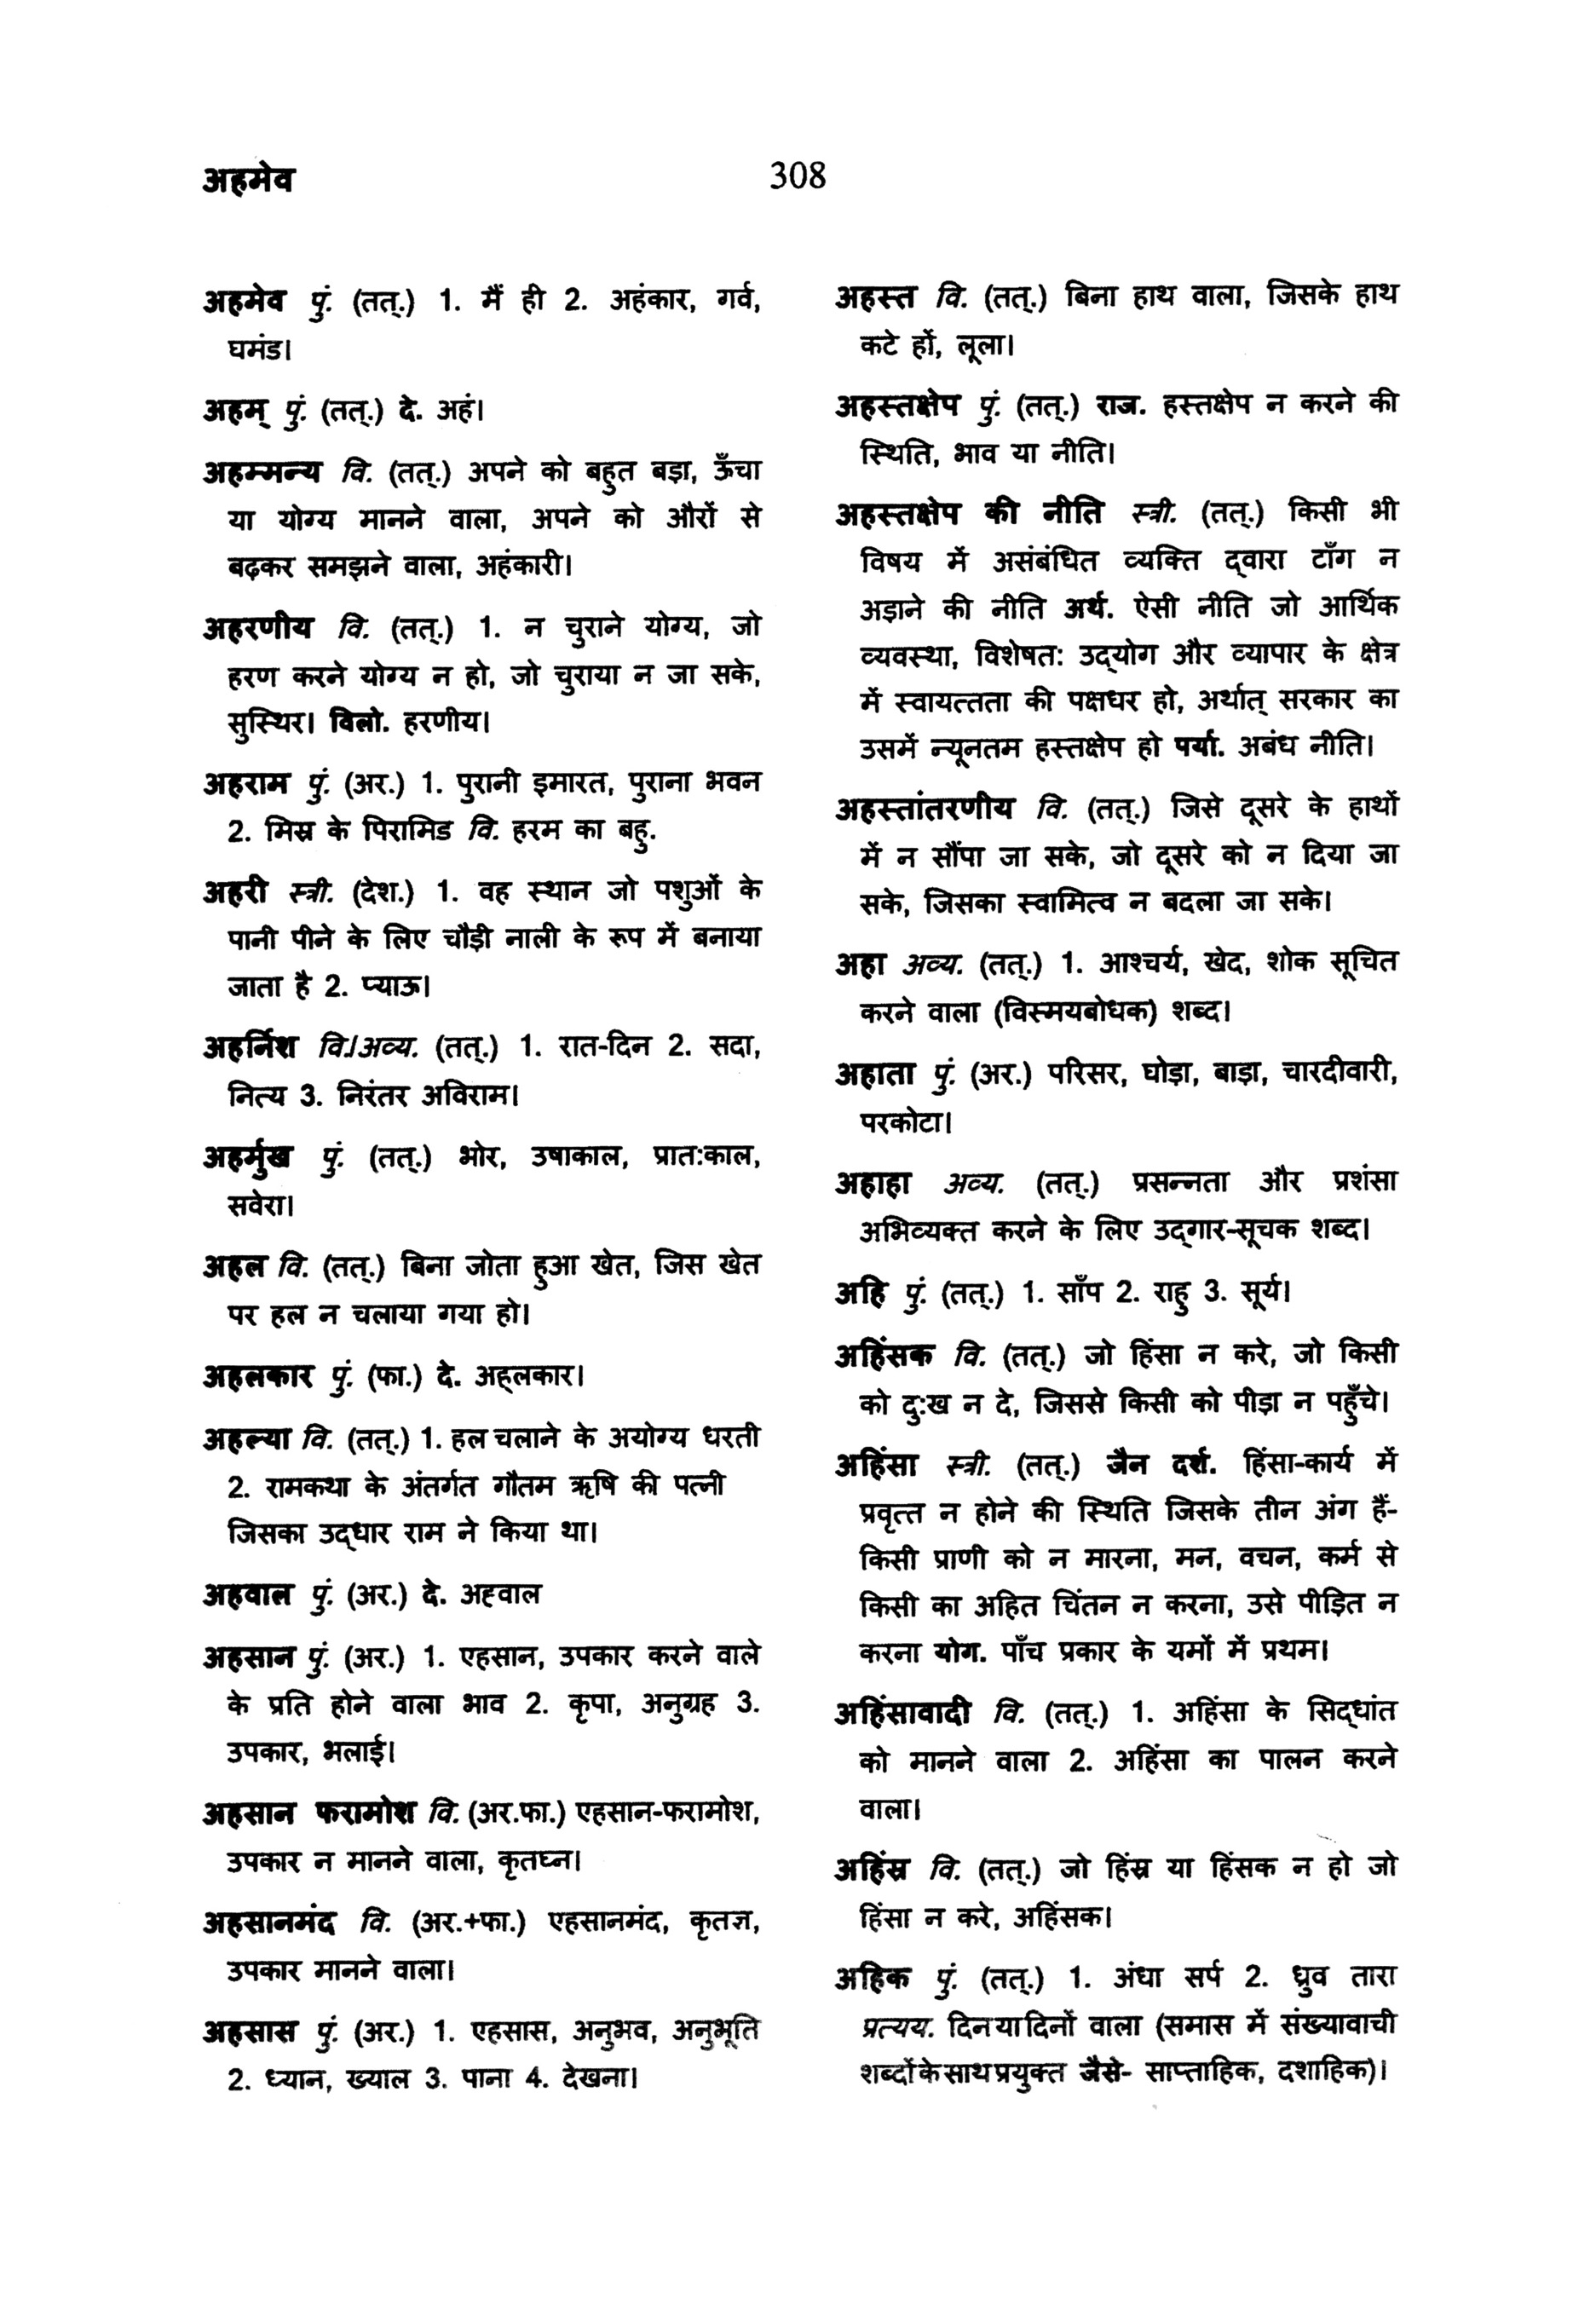 अहमेव
308
अहमेव पुं. (तत्.) 1. मैं ही 2. अहंकार, गर्व,
घमंड।
अहम् पुं. (तत्.) दे. अहं।
अहम्मन्य वि. (तत्.) अपने को बहुत बड़ा, ऊँचा
या योग्य मानने वाला, अपने को औरों से
बढ़कर समझने वाला, अहंकारी।
अहरणीय वि. (तत्.) 1. न चुराने योग्य, जो
हरण करने योग्य न हो, जो चुराया न जा सके,
सुस्थिर। विलो. हरणीय।
अहराम पुं. (अर.) 1. पुरानी इमारत, पुराना भवन
2. मिस्र के पिरामिड वि. हरम का बहु.
अहरी स्त्री. (देश.) 1. वह स्थान जो पशुओं के
पानी पीने के लिए चौड़ी नाली के रूप में बनाया
जाता है 2. प्याऊ।
अहर्निश वि./अव्य. (तत्.) 1. रात-दिन 2. सदा,
नित्य 3. निरंतर अविराम।
अहर्मुख पुं. (तत्.) भोर, उषाकाल, प्रात:काल,
सवेरा।
अहल वि. (तत्.) बिना जोता हुआ खेत, जिस खेत
पर हल न चलाया गया हो।
अहलकार पुं. (फा.) दे. अह्लकार।
अहल्या वि. (तत्.) 1. हल चलाने के अयोग्य धरती
2. रामकथा के अंतर्गत गौतम ऋषि की पत्नी
जिसका उद्धार राम ने किया था।
अहवाल पुं. (अर.) दे. अह्वाल
अहसान पुं. (अर.) 1. एहसान, उपकार करने वाले
के प्रति होने वाला भाव 2. कृपा, अनुग्रह 3.
उपकार, भलाई।
अहसान फरामोश वि. (अर.फा.) एहसान-फरामोश,
उपकार न मानने वाला, कृतघ्न।
अहसानमंद वि. (अर.+फा.) एहसानमंद, कृतज्ञ,
उपकार मानने वाला।
अहसास पुं. (अर.) 1. एहसास, अनुभव, अनुभूति
2. ध्यान, ख्याल 3. पाना 4. देखना।
अहस्त वि. (तत्.) बिना हाथ वाला, जिसके हाथ
कटे हों, लूला।
अहस्तक्षेप पुं. (तत्.) राज. हस्तक्षेप न करने की
स्थिति, भाव या नीति।
अहस्तक्षेप की नीति स्त्री. (तत्.) किसी भी
विषय में असंबंधित व्यक्ति द्वारा टाँग न
अड़ाने की नीति अर्थ. ऐसी नीति जो आर्थिक
व्यवस्था, विशेषत: उद्योग और व्यापार के क्षेत्र
में स्वायत्तता की पक्षधर हो, अर्थात् सरकार का
उसमें न्यूनतम हस्तक्षेप हो पर्या. अबंध नीति।
अहस्तांतरणीय वि. (तत्.) जिसे दूसरे के हाथों
में न सौंपा जा सके, जो दूसरे को न दिया जा
सके, जिसका स्वामित्व न बदला जा सके।
अहा अव्य. (तत्.) 1. आश्चर्य, खेद, शोक सूचित
करने वाला (विस्मयबोधक) शब्द।
अहाता पुं. (अर.) परिसर, घोड़ा, बाड़ा, चारदीवारी,
परकोटा।
अहाहा अव्य. (तत्.) प्रसन्नता और प्रशंसा
अभिव्यक्त करने के लिए उद्गार-सूचक शब्द।
अहि पुं. (तत्.) 1. साँप 2. राहु 3. सूर्य।
अहिंसक वि. (तत्.) जो हिंसा न करे, जो किसी
को दु:ख न दे, जिससे किसी को पीड़ा न पहुँचे।
अहिंसा स्त्री. (तत्.) जैन दर्श. हिंसा-कार्य में
प्रवृत्त न होने की स्थिति जिसके तीन अंग हैं-
किसी प्राणी को न मारना, मन, वचन, कर्म से
किसी का अहित चिंतन न करना, उसे पीड़ित न
करना योग. पाँच प्रकार के यमों में प्रथम।
अहिंसावादी वि. (तत्.) 1. अहिंसा के सिद्धांत
को मानने वाला 2. अहिंसा का पालन करने
वाला।
अहिंस्र वि. (तत्.) जो हिंस्र या हिंसक न हो जो
हिंसा न करे, अहिंसक।
अहिक पुं. (तत्.) 1. अंधा सर्प 2. ध्रुव तारा
प्रत्यय. दिन या दिनों वाला (समास में संख्यावाची
शब्दों के साथ प्रयुक्त जैसे- साप्ताहिक, दशाहिक)।